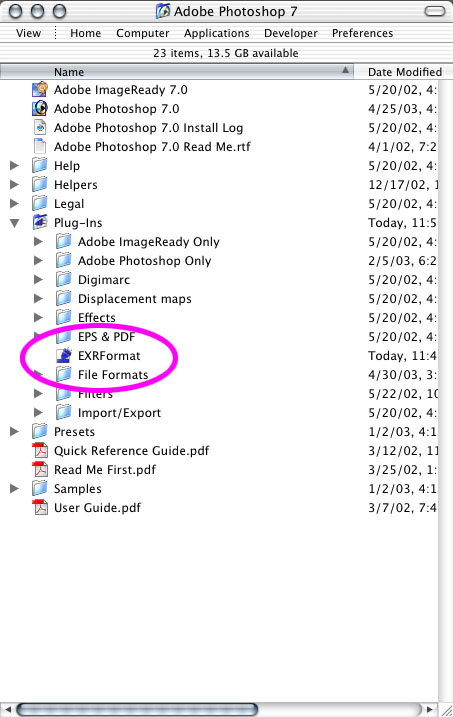 Adobe Photoshop 7
View Home Computer Applications Developer Preferences
23 items, 13.5 GB available
Name Date Modified
Adobe ImageReady 7.0 5/20/02, 4:
Adobe Photoshop 7.0 4/25/03, 4:
Adobe Photoshop 7.0 Install Log 5/20/02, 4:
Adobe Photoshop 7.0 Read Me.rtf 4/1/02, 7:2
Help 5/20/02, 4:
Helpers 12/17/02, 1
Legal 5/20/02, 4:
Plug-Ins Today, 11:5
Adobe ImageReady Only 5/20/02, 4:
Adobe Photoshop Only 2/5/03, 6:2
Digimarc 5/20/02, 4:
Displacement maps 5/20/02, 4:
Effects 5/20/02, 4:
EPS & PDF 5/20/02, 4:
EXRFormat Today, 11:4
File Formats 4/30/03, 3:
Filters 5/22/02, 10
Import/Export 5/20/02, 4:
Presets 1/2/03, 4:1
Quick Reference Guide.pdf 3/12/02, 11
Read Me First.pdf 3/25/02, 1:
Samples 1/2/03, 4:1
User Guide.pdf 3/7/02, 7:4